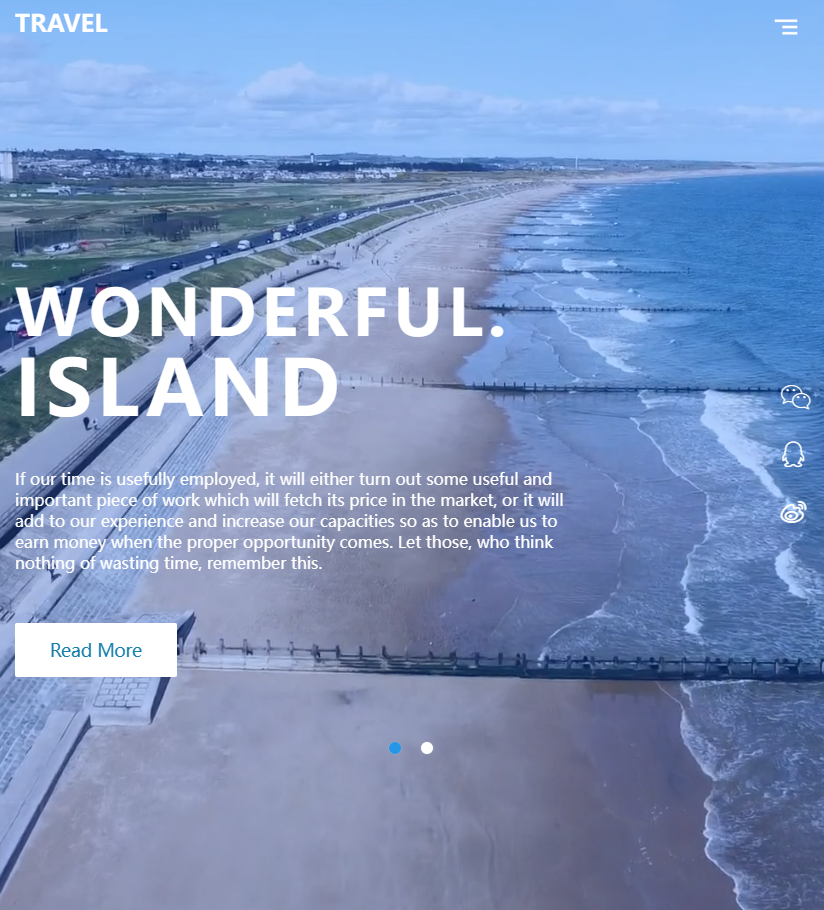 TRAVEL
WONDERFUL.
ISLAND
If our time is usefully employed, it will either turn out some useful and
important piece of work which will fetch its price in the market, or it will
add to our experience and increase our capacities so as to enable us to
earn money when the proper opportunity comes. Let those, who think
nothing of wasting time, remember this.
Read More